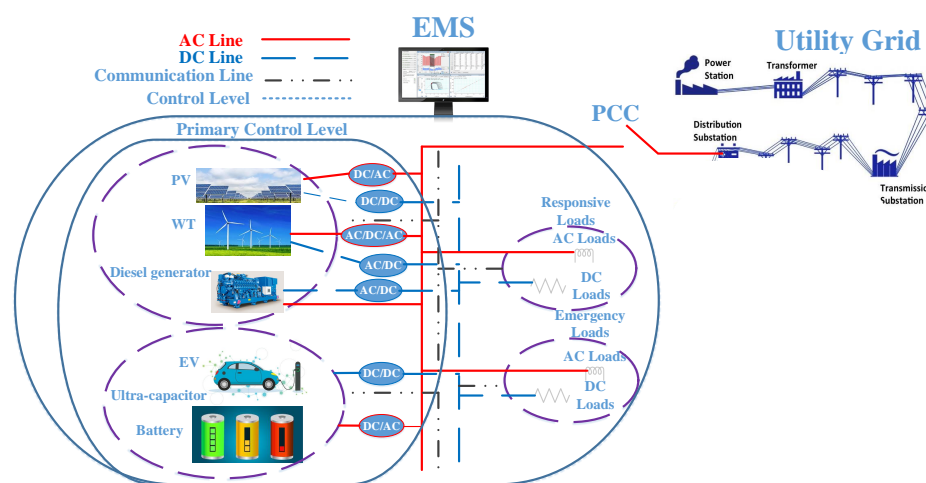 EMS
Utility Grid
AC Line
DC Line
Communication Line
Control Level
Power
Station
Transformer
PCC
Distribution
Substation
Transmiss
Substation
Primary Control Level
PV
DC/AC
DC/DC
WT
AC/DC/AC
AC/DC
Diesel generator
AC/DC
Responsive
Loads
AC Loads
DC
Loads
Emergency
Loads
AC Loads
DC
Loads
EV
DC/DC
Ultra-capacitor
Battery
DC/AC